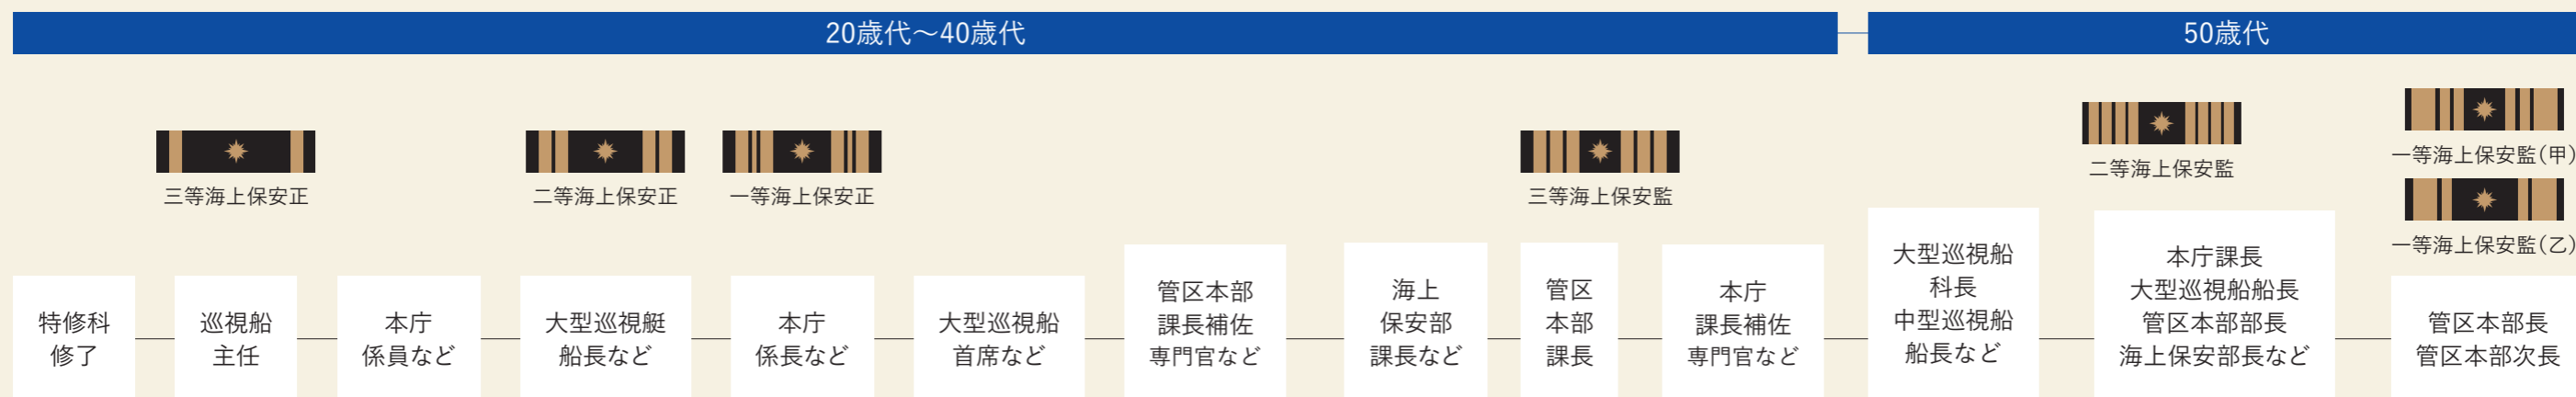 20歳代～40歳代
50歳代
三等海上保安正
二等海上保安正
一等海上保安正
三等海上保安監
二等海上保安監
一等海上保安監(甲)
一等海上保安監(乙)
特修科
修了
巡視船
主任
本庁
係員など
大型巡視艇
船長など
本庁
係長など
大型巡視船
首席など
管区本部
課長補佐
専門官など
海上
保安部
課長など
管区
本部
課長
本庁
課長補佐
専門官など
大型巡視船
科長
中型巡視船
船長など
本庁課長
大型巡視船船長
管区本部部長
海上保安部長など
管区本部長
管区本部次長